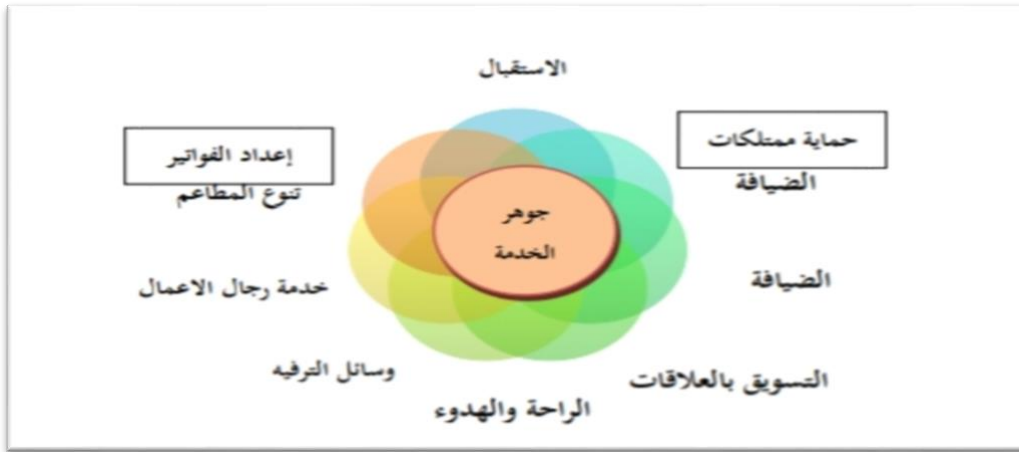 الاستقبال
حماية ممتلكات
إعداد الفواتير
الضيافة
تنوع المطاعم
جوهر
الخدمة
الضيافة
خدمة رجال الاعمال
وسائل الترفيه
التسويق بالعلاقات
الراحة والهدوء